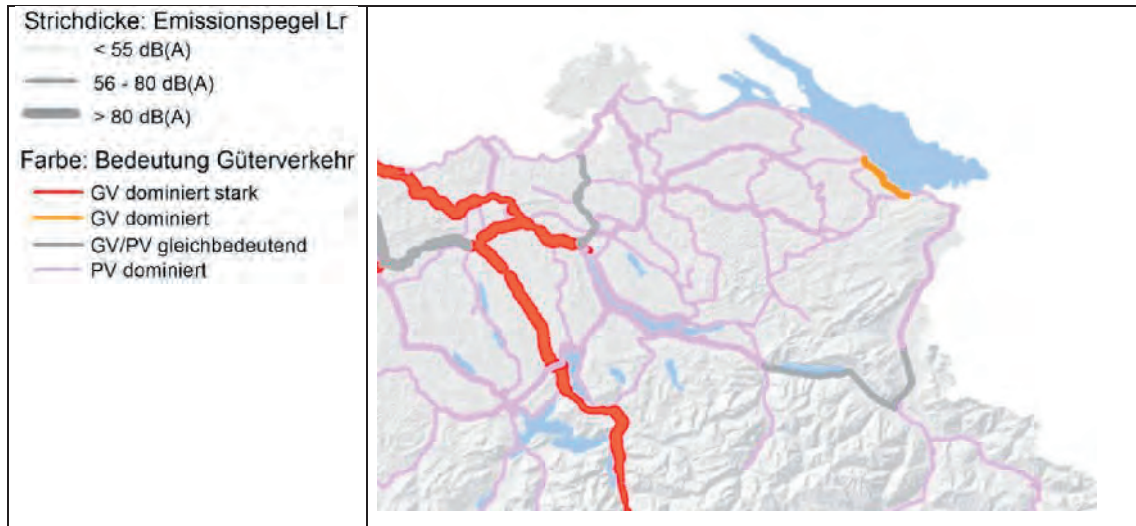 Strichdicke: Emissionspegel Lr
< 55 dB(A)
56 - 80 dB(A)
> 80 dB(A)
Farbe: Bedeutung Güterverkehr
GV dominiert stark
GV dominiert
GV/PV gleichbedeutend
PV dominiert